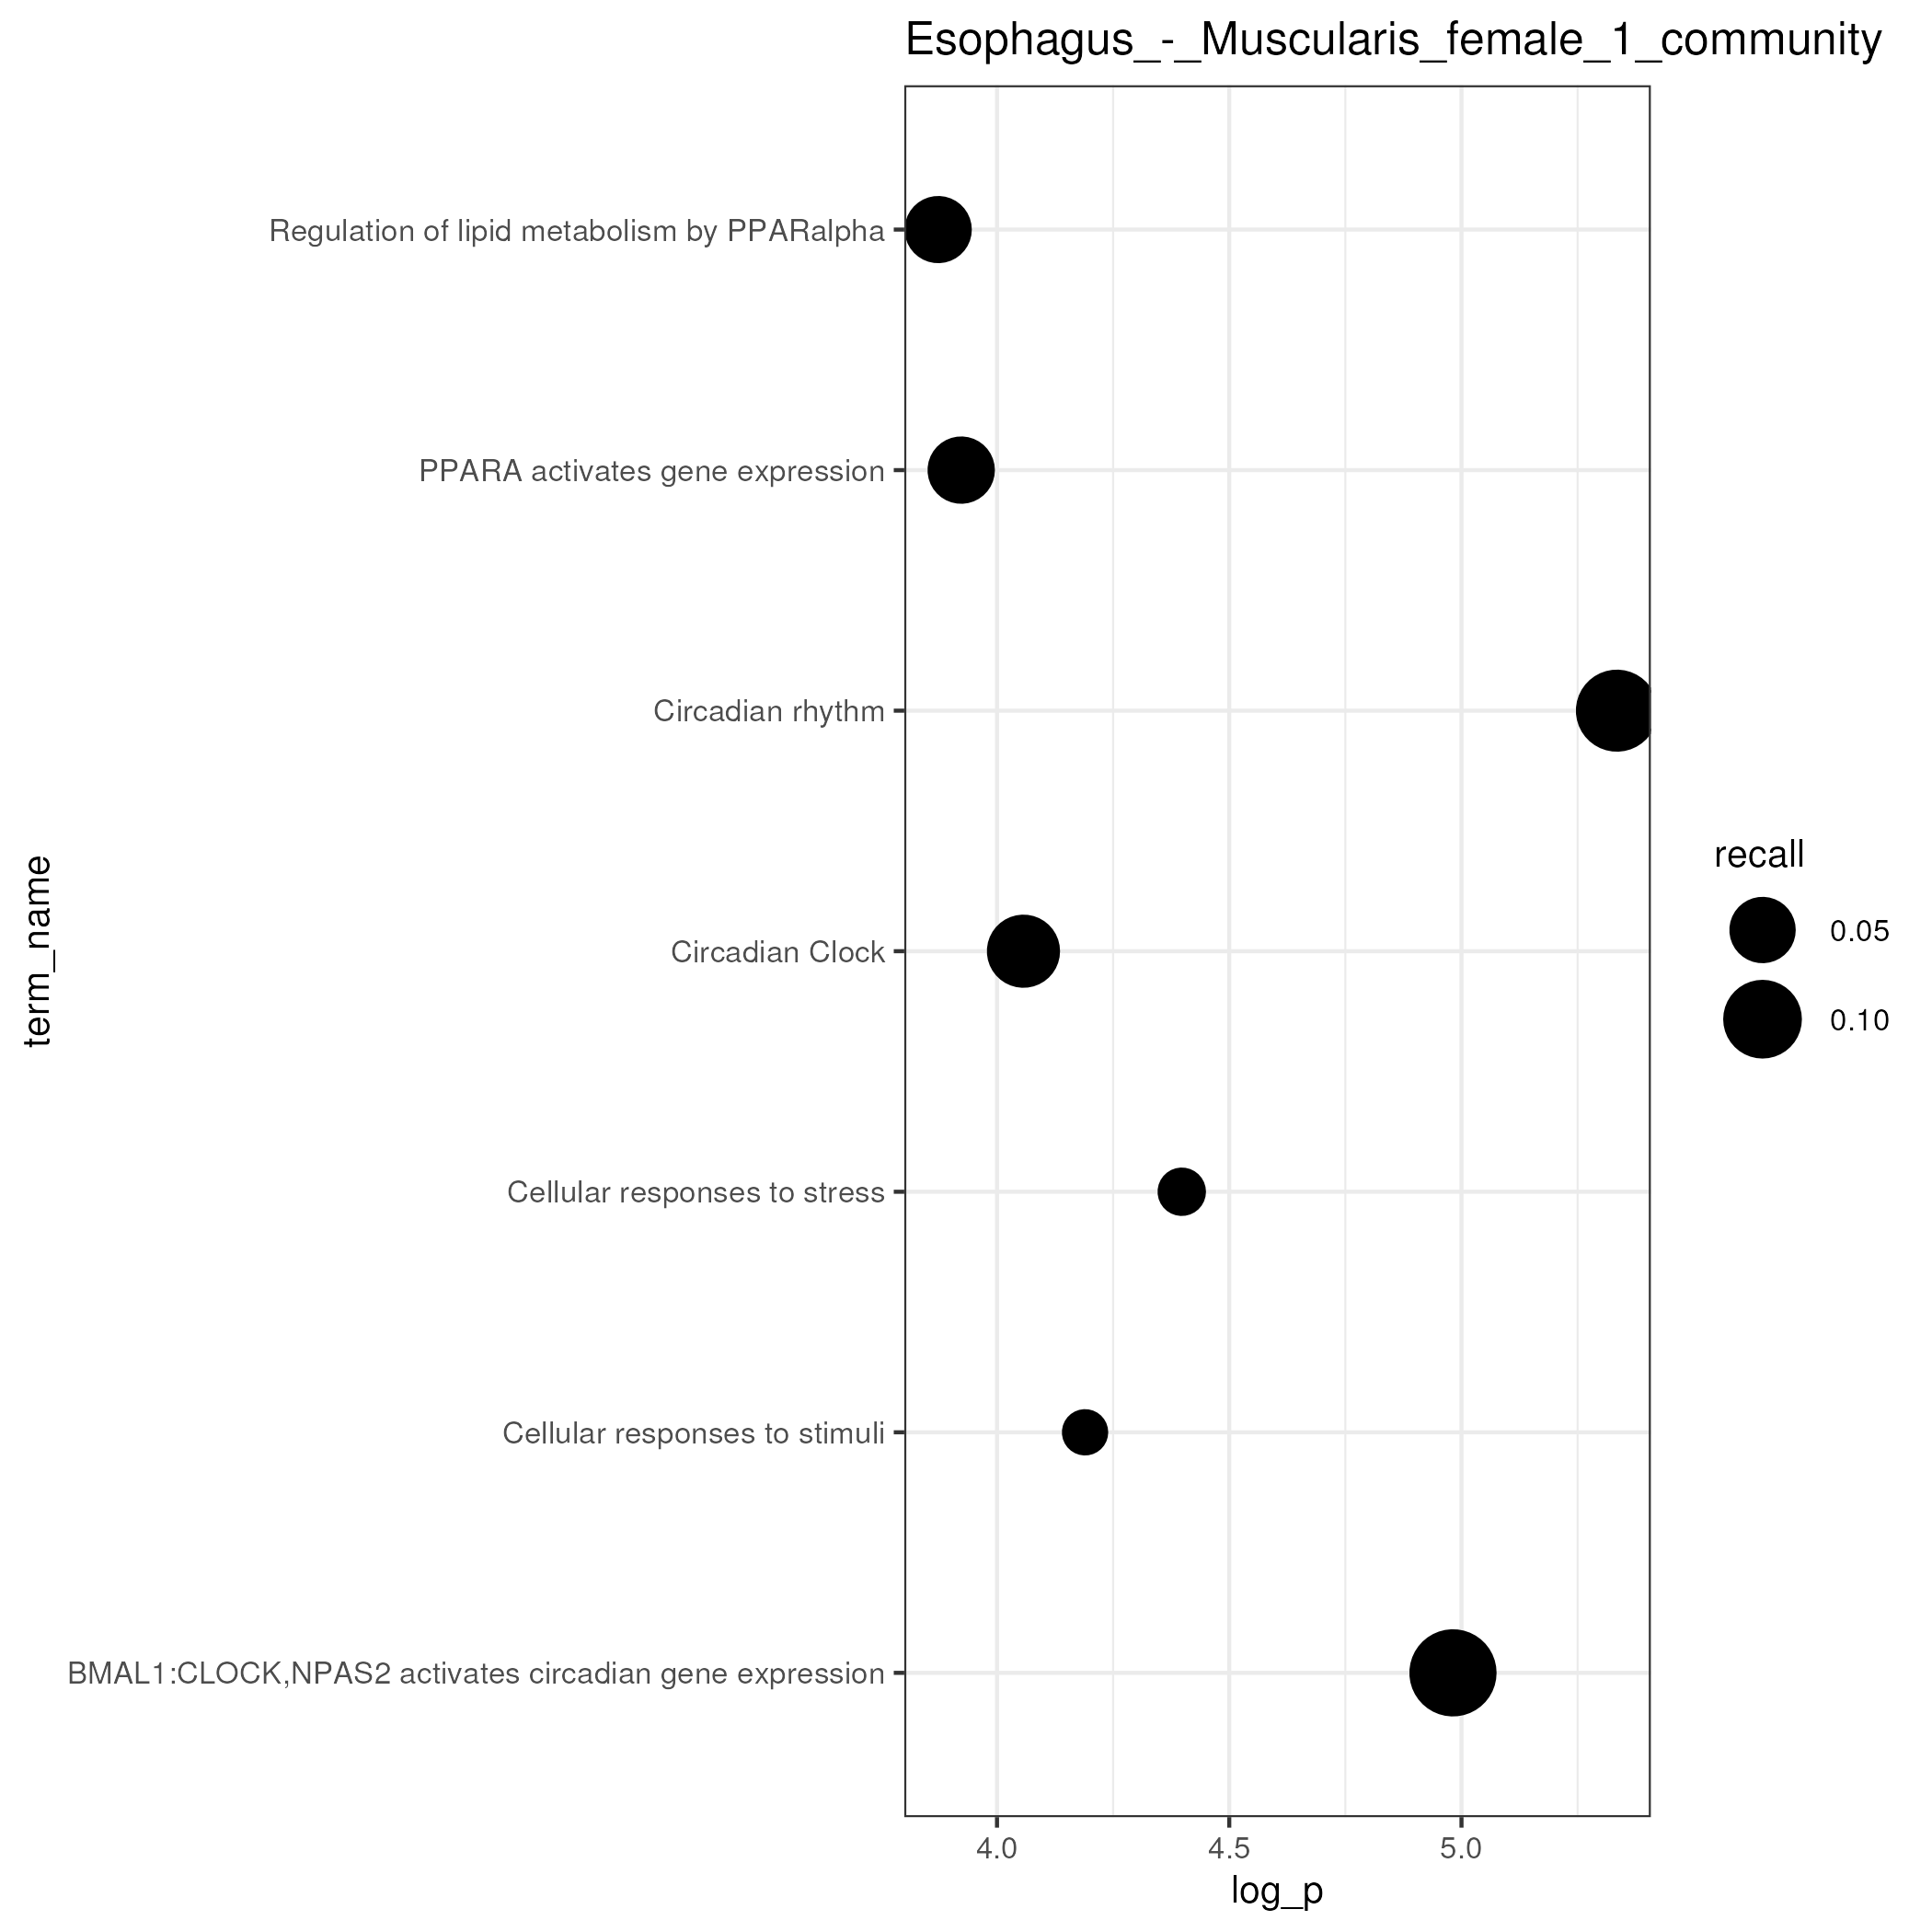 Esophagus_-_Muscularis_female_1_community
term_name
Regulation of lipid metabolism by PPARalpha
PPARA activates gene expression
Circadian rhythm
Circadian Clock
Cellular responses to stress
Cellular responses to stimuli
BMAL1:CLOCK,NPAS2 activates circadian gene expression
4.0 4.5 5.0
log_p
recall
0.05
0.10